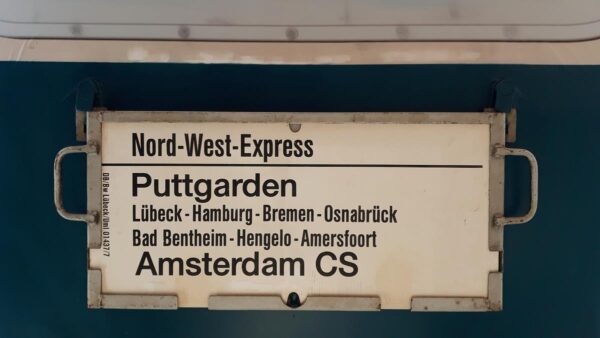 Nord-West-Express
Puttgarden
Lübeck-Hamburg-Bremen-Osnabrück
Bad Bentheim-Hengelo-Amersfoort
Amsterdam CS